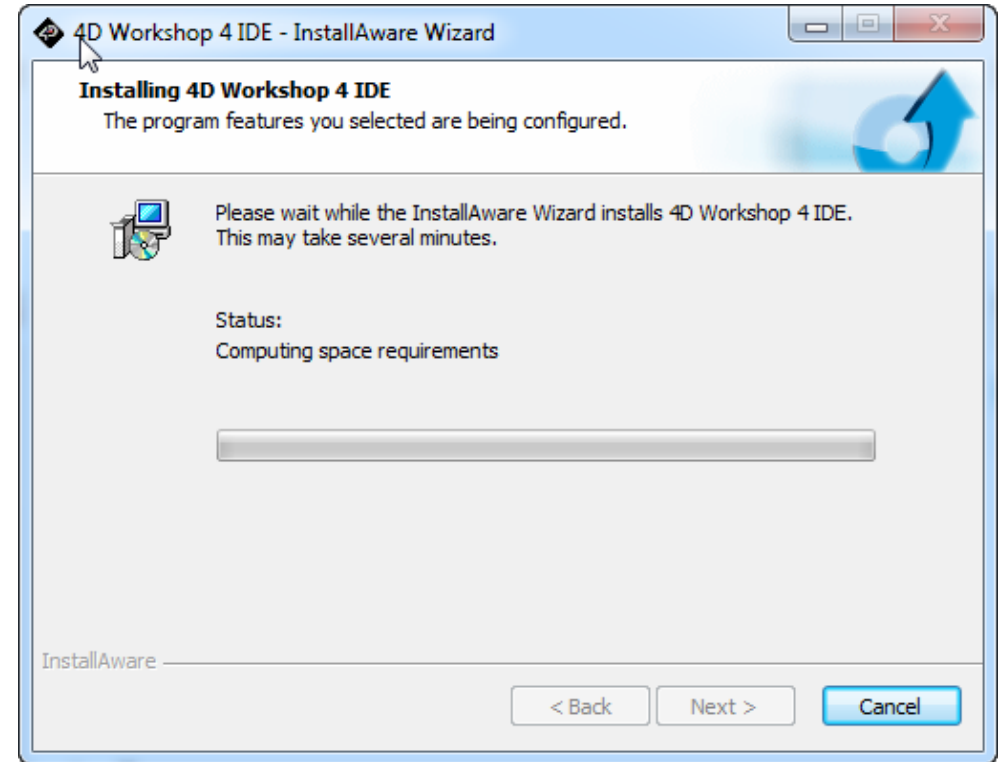 4D Workshop 4 IDE - InstallAware Wizard
Installing 4D Workshop 4 IDE
The program features you selected are being configured.
Please wait while the InstallAware Wizard installs 4D Workshop 4 IDE.
This may take several minutes.
Status:
Computing space requirements
InstallAware
< Back Next > Cancel